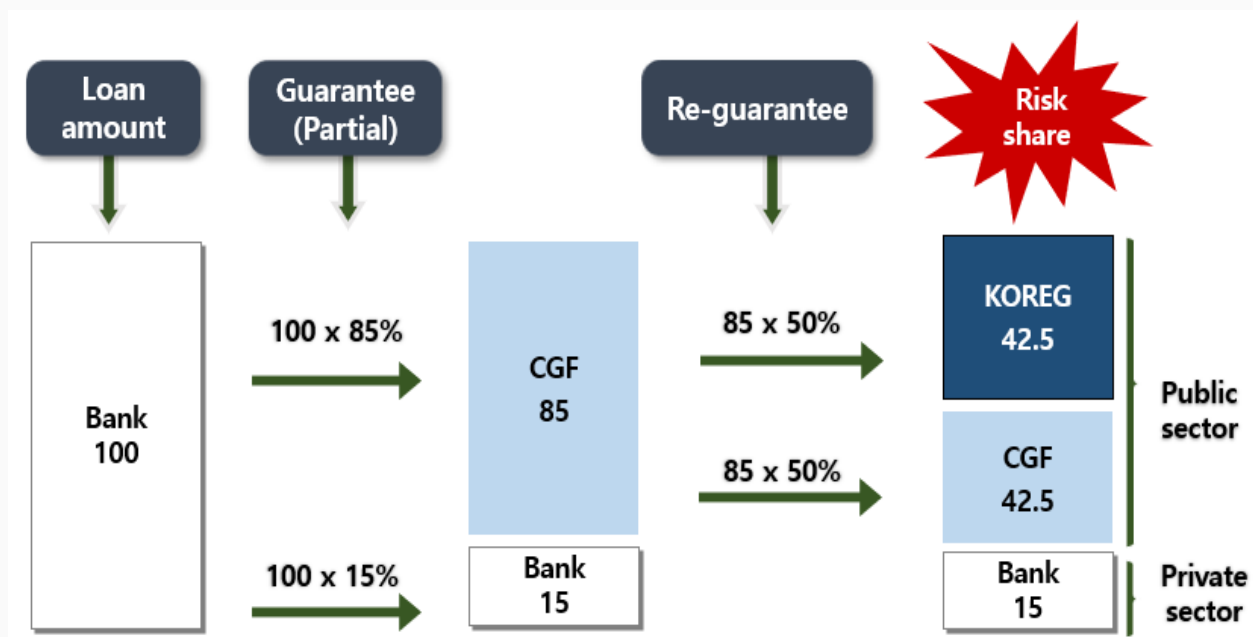 Loan
amount
Guarantee
(Partial)
Re-guarantee
Risk
share
Bank
100
100 x 85%
100 x 15%
CGF
85
Bank
15
85 x 50%
85 x 50%
KOREG
42.5
CGF
42.5
Bank
15
Public
sector
Private
sector